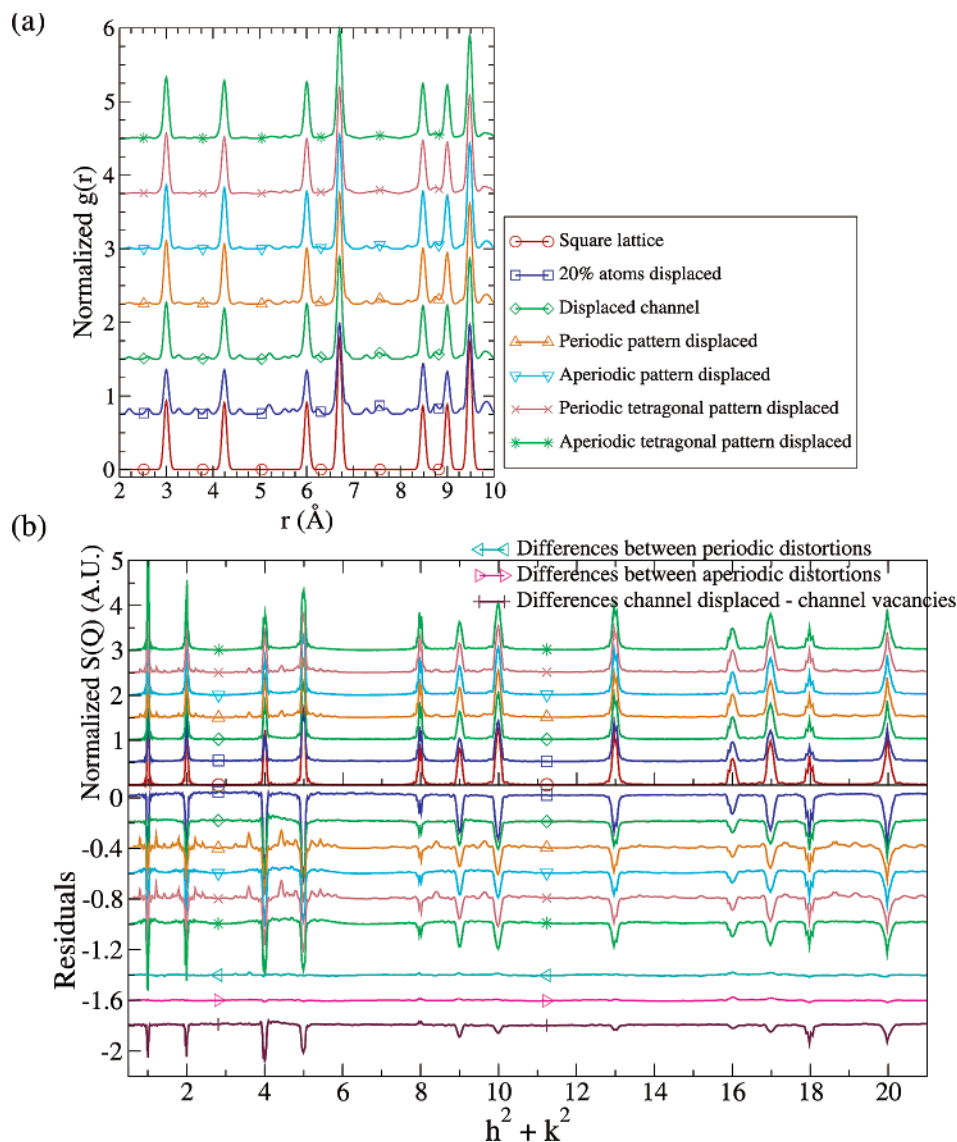 (a)
6
5
4
3
2
1
0
Normalized g(r)
2 3 4 5 6 7 8 9 10
r (Å)
Square lattice
20% atoms displaced
Displaced channel
Periodic pattern displaced
Aperiodic pattern displaced
Periodic tetragonal pattern displaced
Aperiodic tetragonal pattern displaced
(b)
Differences between periodic distortions
Differences between aperiodic distortions
Differences channel displaced - channel vacancies
5
4
3
2
1
Normalized S(Q) (A.U.)
0
-0.4
-0.8
-1.2
-1.6
-2
Residuals
2 4 6 8 10 12 14 16 18 20
h² + k²